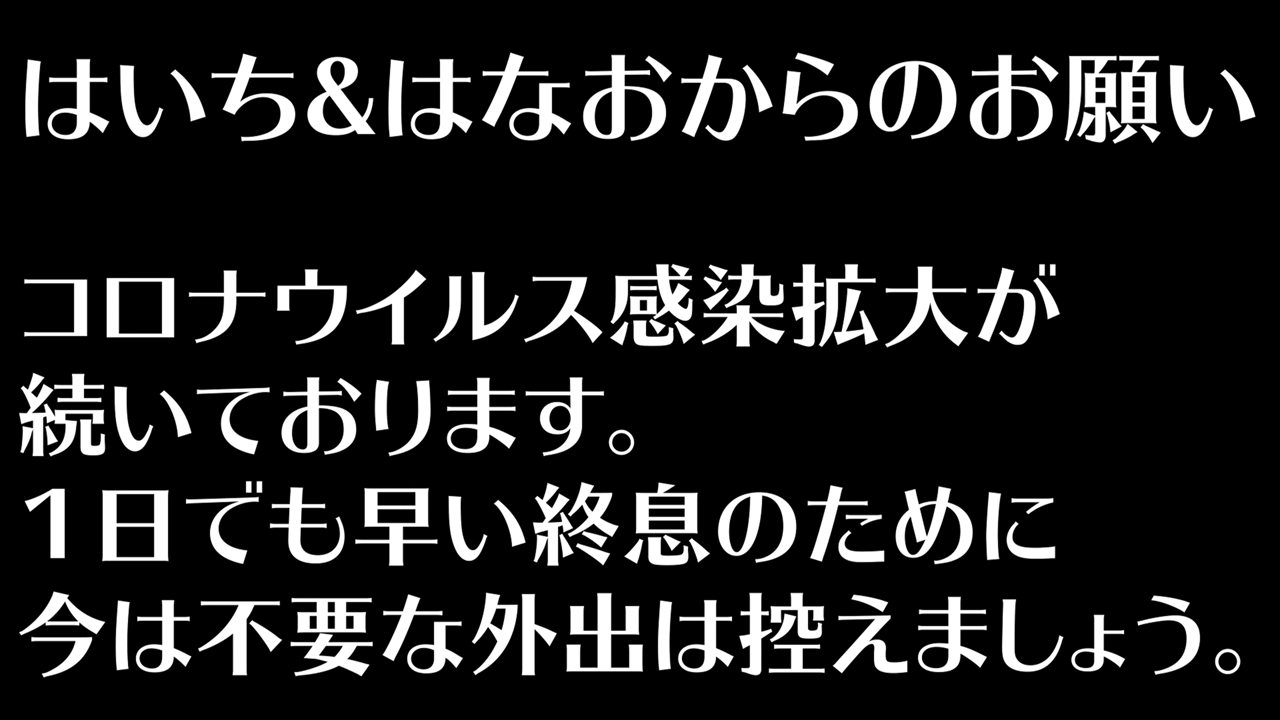 はいち&はなおからのお願い
コロナウイルス感染拡大が
続いております。
1日でも早い終息のために
今は不要な外出は控えましょう。